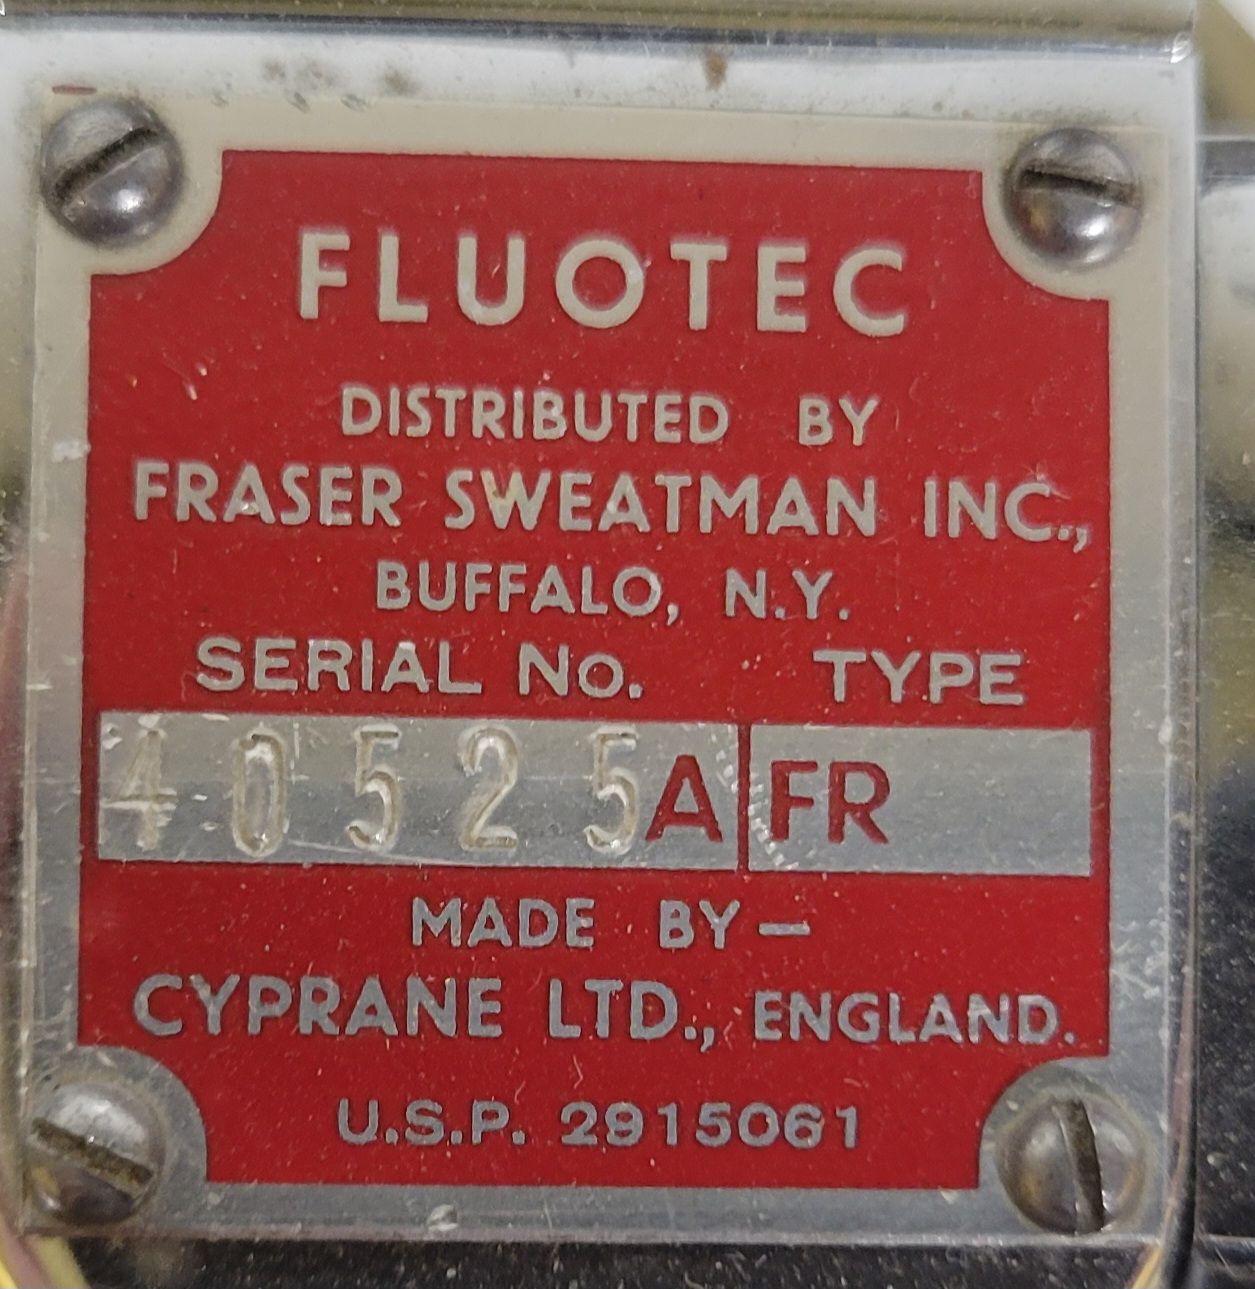 FLUOTEC
DISTRIBUTED BY
FRASER SWEATMAN INC.,
BUFFALO, N.Y.
SERIAL No. TYPE
40525A FR
MADE BY —
CYPRANE LTD., ENGLAND.
U.S.P. 2915061